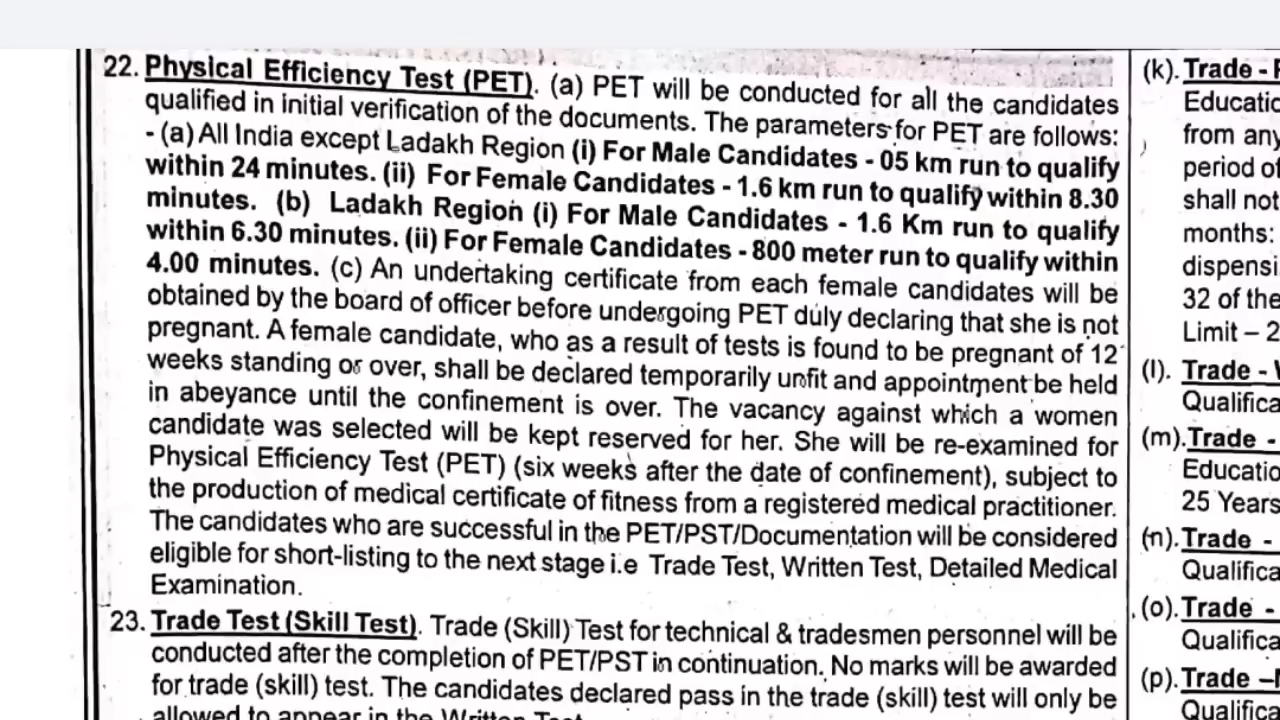 22. Physical Efficiency Test (PET). (a) PET will be conducted for all the candidates
qualified in initial verification of the documents. The parameters for PET are follows:
- (a) All India except Ladakh Region (i) For Male Candidates - 05 km run to qualify
within 24 minutes. (ii) For Female Candidates - 1.6 km run to qualify within 8.30
minutes. (b) Ladakh Region (i) For Male Candidates - 1.6 Km run to qualify
within 6.30 minutes. (ii) For Female Candidates - 800 meter run to qualify within
4.00 minutes. (c) An undertaking certificate from each female candidates will be
obtained by the board of officer before undergoing PET duly declaring that she is not
pregnant. A female candidate, who as a result of tests is found to be pregnant of 12
weeks standing or over, shall be declared temporarily unfit and appointment be held
in abeyance until the confinement is over. The vacancy against which a women
candidate was selected will be kept reserved for her. She will be re-examined for
Physical Efficiency Test (PET) (six weeks after the date of confinement), subject to
the production of medical certificate of fitness from a registered medical practitioner.
The candidates who are successful in the PET/PST/Documentation will be considered
eligible for short-listing to the next stage i.e Trade Test, Written Test, Detailed Medical
Examination.
23. Trade Test (Skill Test). Trade (Skill) Test for technical & tradesmen personnel will be
conducted after the completion of PET/PST in continuation. No marks will be awarded
for trade (skill) test. The candidates declared pass in the trade (skill) test will only be
allowed to appear in the Written Test.
(k). Trade -
Educatio
from any
period of
shall not
months:
dispensi
32 of the
Limit – 2
(l). Trade -
Qualifica
(m). Trade -
Educatio
25 Years
(n). Trade -
Qualifica
(o). Trade -
Qualifica
(p). Trade –
Qualifica